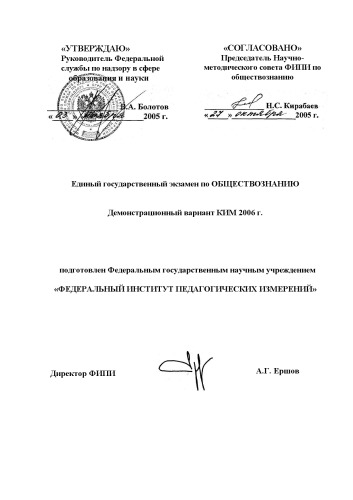 «УТВЕРЖДАЮ»
Руководитель Федеральной
службы по надзору в сфере
образования и науки
В.А. Болотов
2005 г.
«СОГЛАСОВАНО»
Председатель Научно-
методического совета ФИПИ по
обществознанию
Н.С. Кирабаев
« 27 » октября 2005 г.
Единый государственный экзамен по ОБЩЕСТВОЗНАНИЮ
Демонстрационный вариант КИМ 2006 г.
подготовлен Федеральным государственным научным учреждением
«ФЕДЕРАЛЬНЫЙ ИНСТИТУТ ПЕДАГОГИЧЕСКИХ ИЗМЕРЕНИЙ»
Директор ФИПИ
А.Г. Ершов